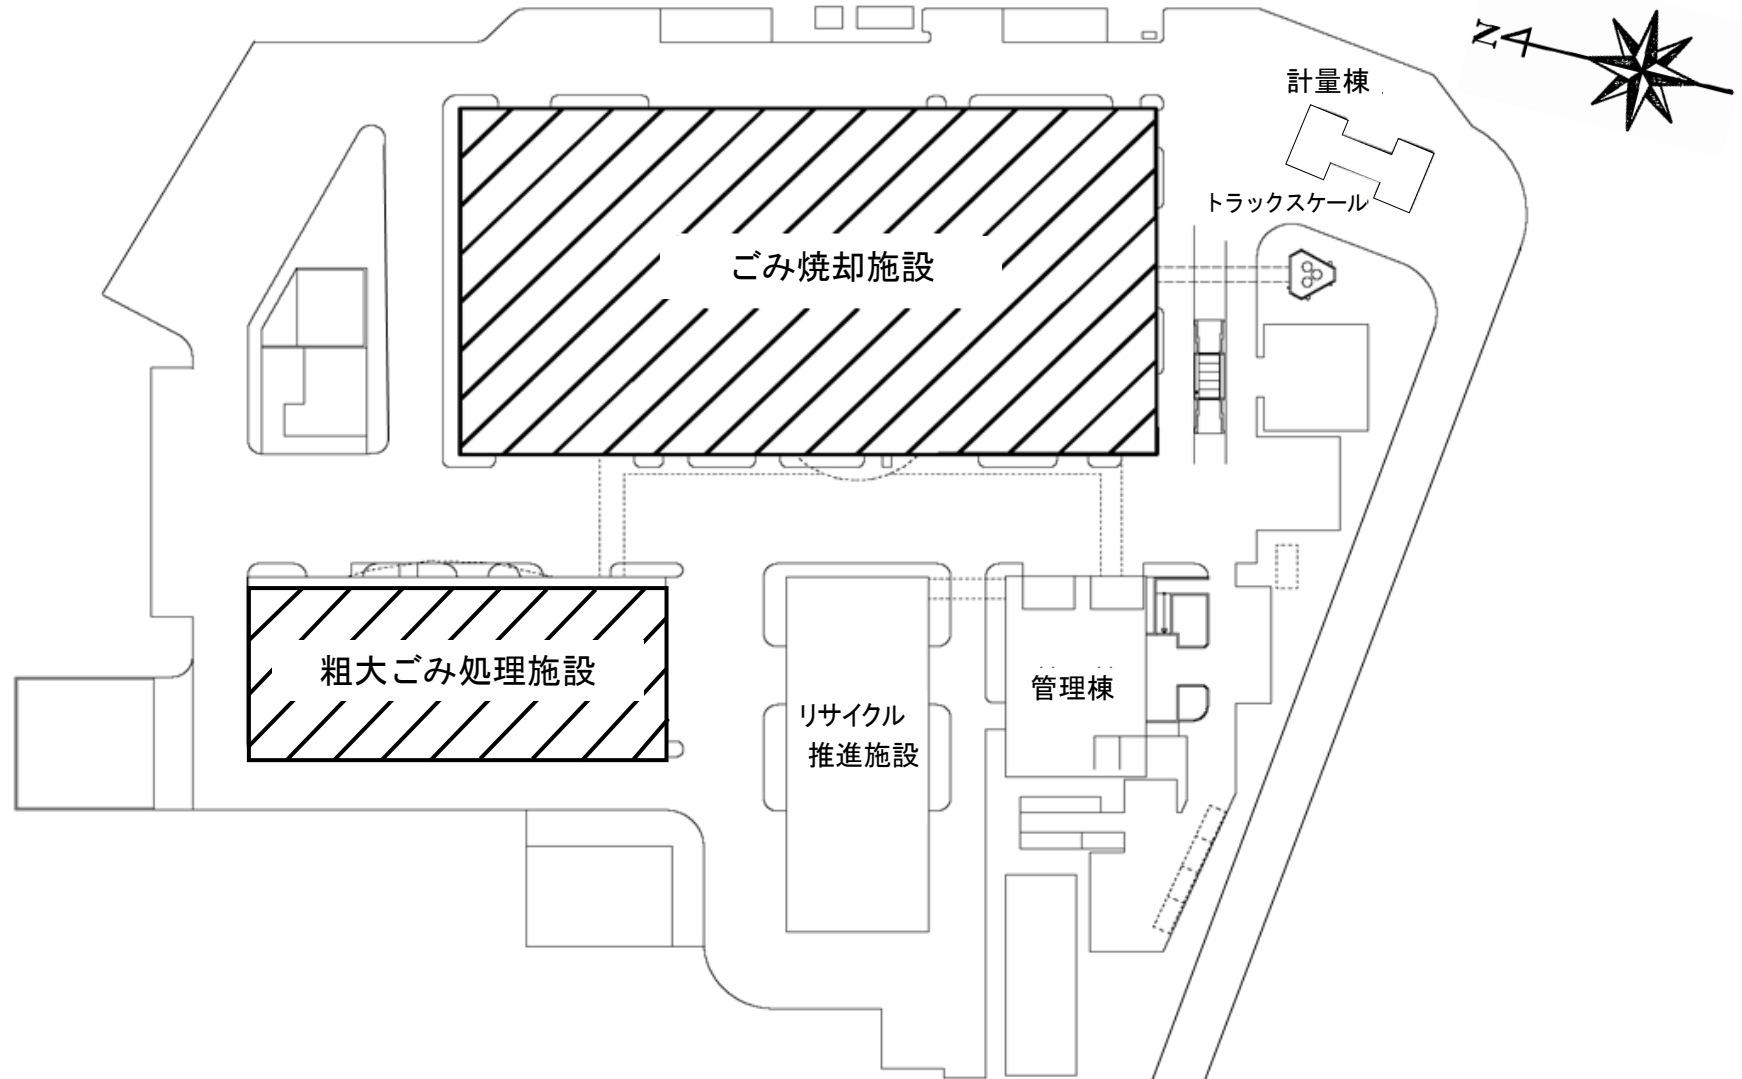 N
計量棟
トラックスケール
ごみ焼却施設
粗大ごみ処理施設
管理棟
リサイクル
推進施設